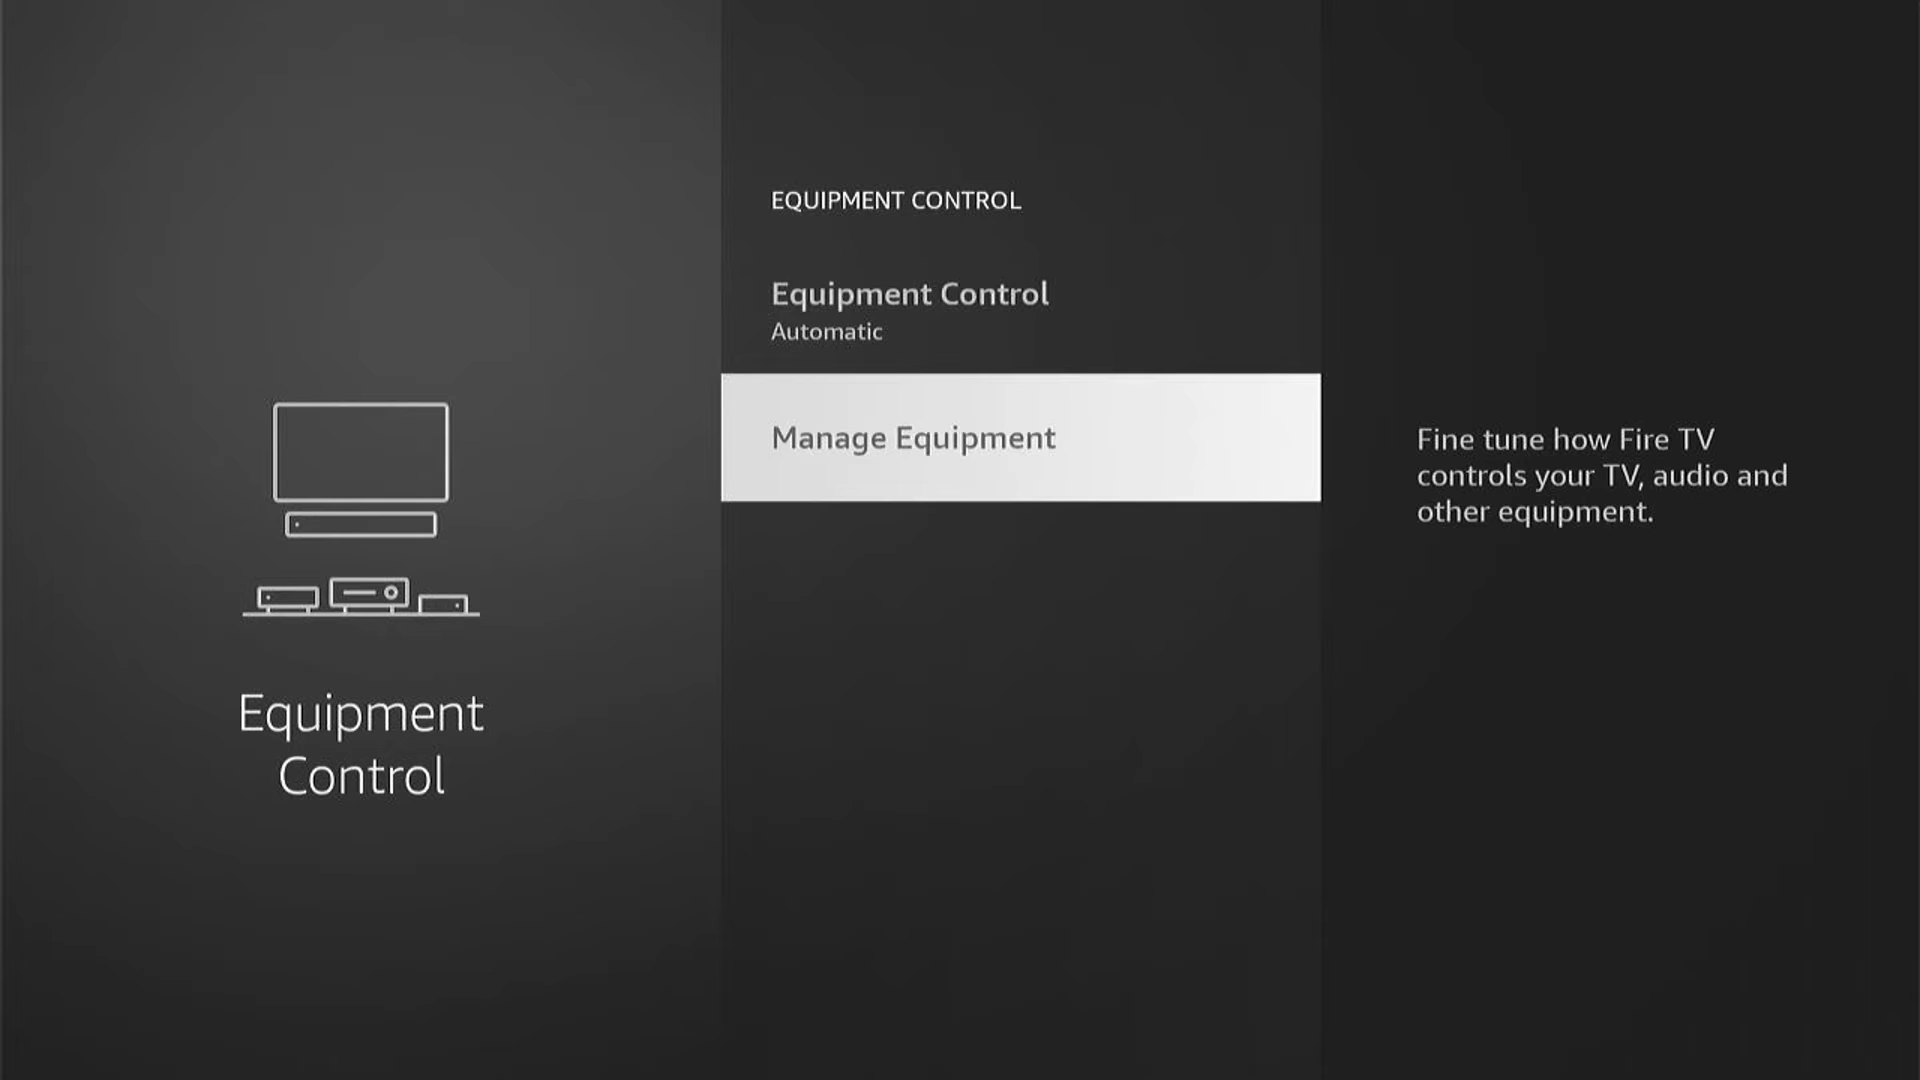 Equipment
Control
EQUIPMENT CONTROL
Equipment Control
Automatic
Manage Equipment
Fine tune how Fire TV
controls your TV, audio and
other equipment.